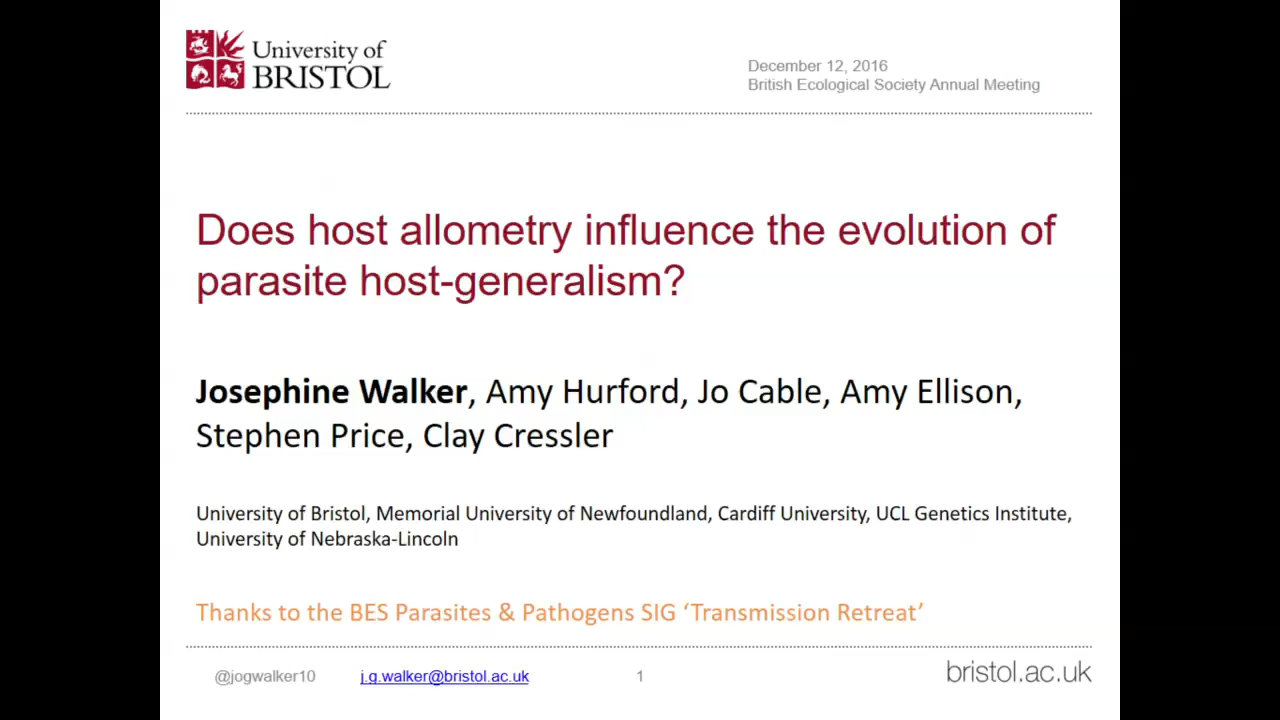 University of
BRISTOL
December 12, 2016
British Ecological Society Annual Meeting
Does host allometry influence the evolution of
parasite host-generalism?
Josephine Walker, Amy Hurford, Jo Cable, Amy Ellison,
Stephen Price, Clay Cressler
University of Bristol, Memorial University of Newfoundland, Cardiff University, UCL Genetics Institute,
University of Nebraska-Lincoln
Thanks to the BES Parasites & Pathogens SIG ‘Transmission Retreat’
@jogwalker10 j.g.walker@bristol.ac.uk 1 bristol.ac.uk